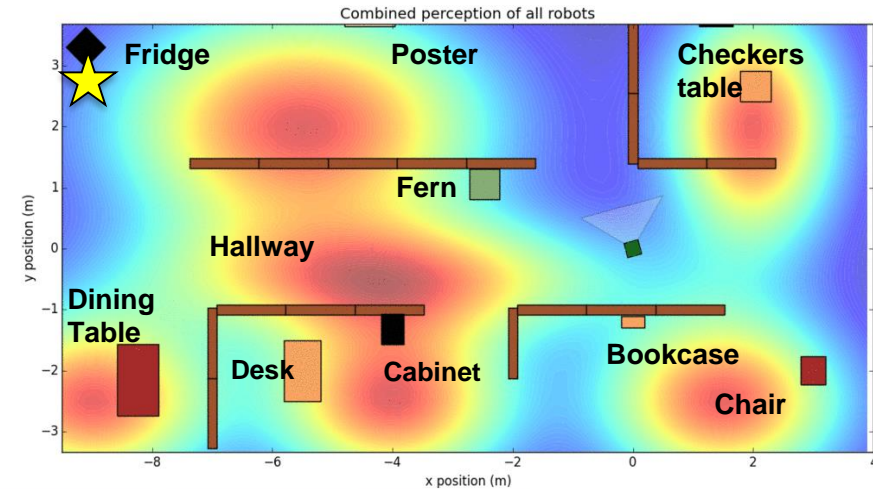 Combined perception of all robots
Fridge
Poster
Checkers
table
Fern
Hallway
Dining
Table
Desk
Cabinet
Bookcase
Chair
y position (m)
3
2
1
0
−1
−2
−3
−8
−6
−4
−2
0
2
4
x position (m)